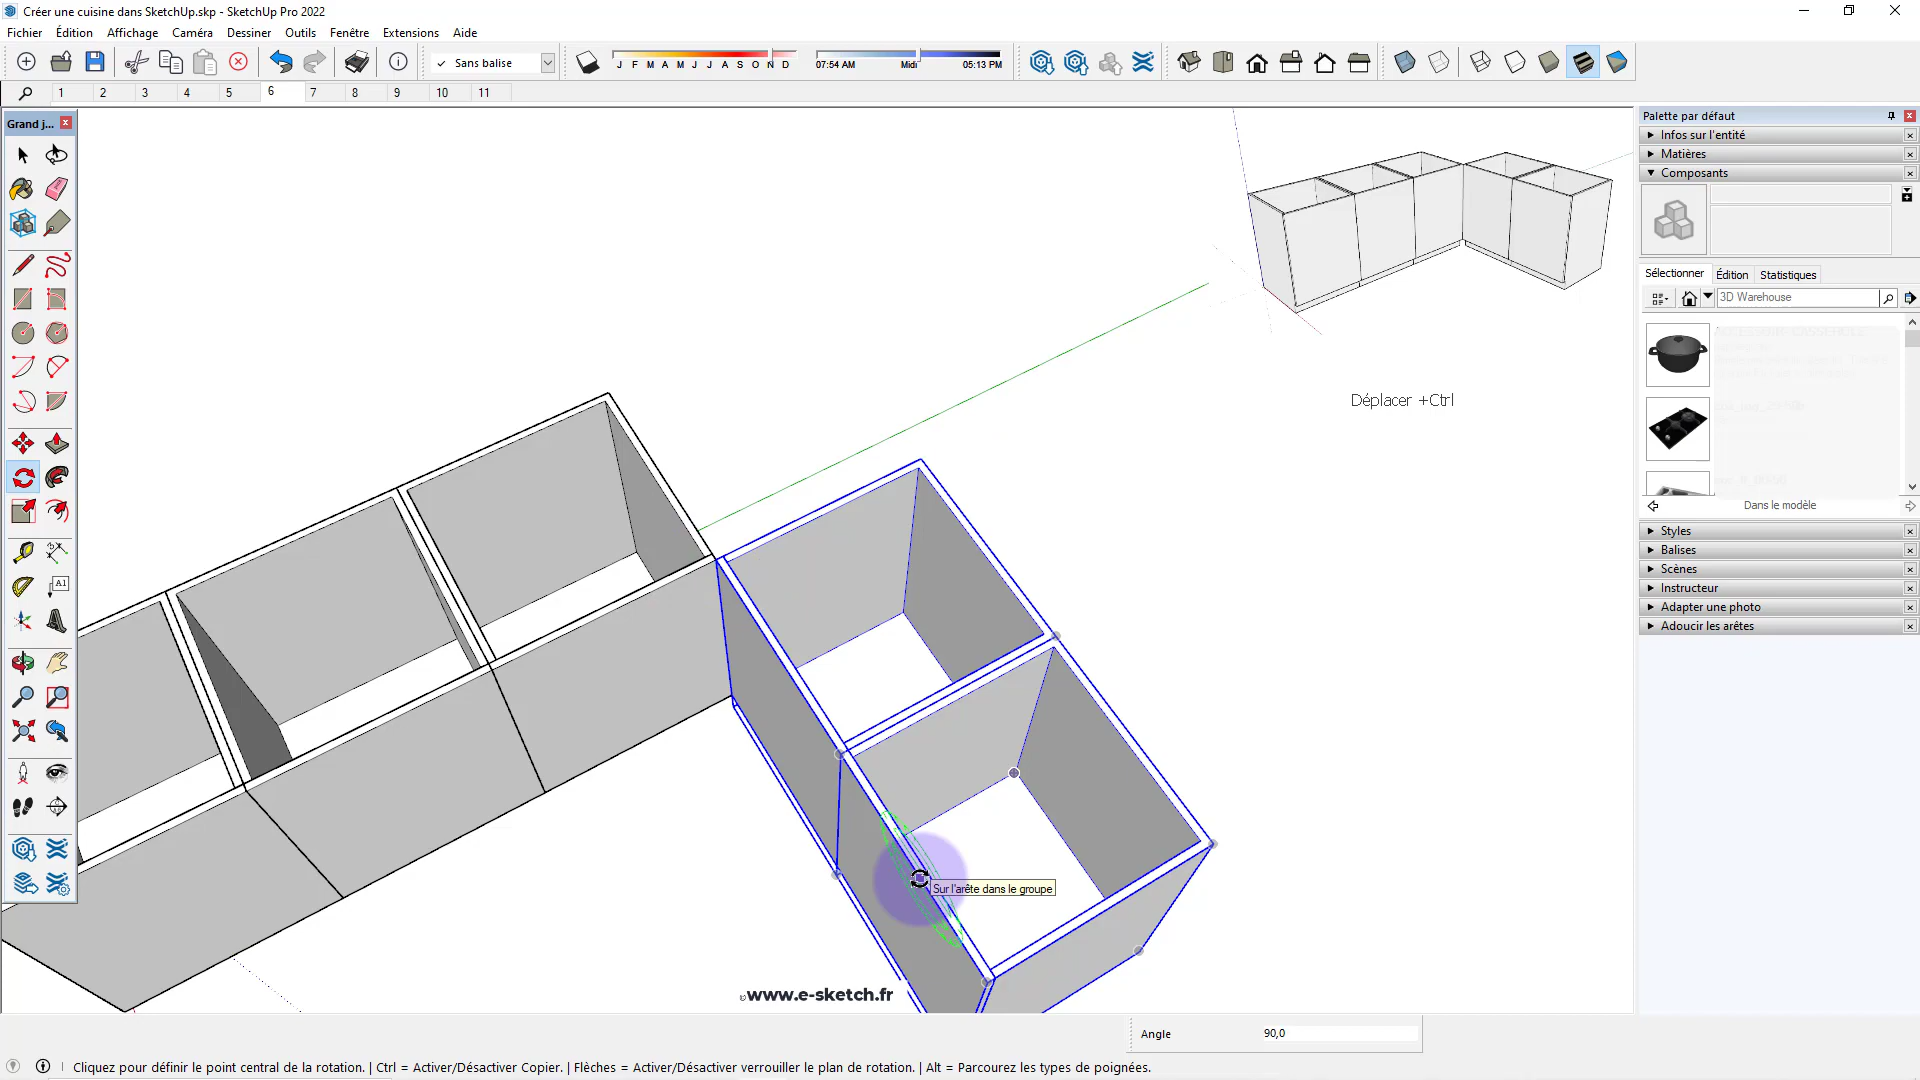 Créer une cuisine dans SketchUp.skp - SketchUp Pro 2022
Fichier Édition Affichage Caméra Dessiner Outils Fenêtre Extensions Aide
Sans balise
J F M A M J J A S O N D
07:54 AM Midi 05:13 PM
1 2 3 4 5 6 7 8 9 10 11
Grand j...
A1
Déplacer +Ctrl
Sur l'arête dans le groupe
www.e-sketch.fr
Palette par défaut
Infos sur l'entité
Matières
Composants
Sélectionner Édition Statistiques
3D Warehouse
Dans le modèle
Styles
Balises
Scènes
Instructeur
Adapter une photo
Adoucir les arêtes
Angle 90,0
Cliquez pour définir le point central de la rotation. | Ctrl = Activer/Désactiver Copier. | Flèches = Activer/Désactiver verrouiller le plan de rotation. | Alt = Parcourez les types de poignées.